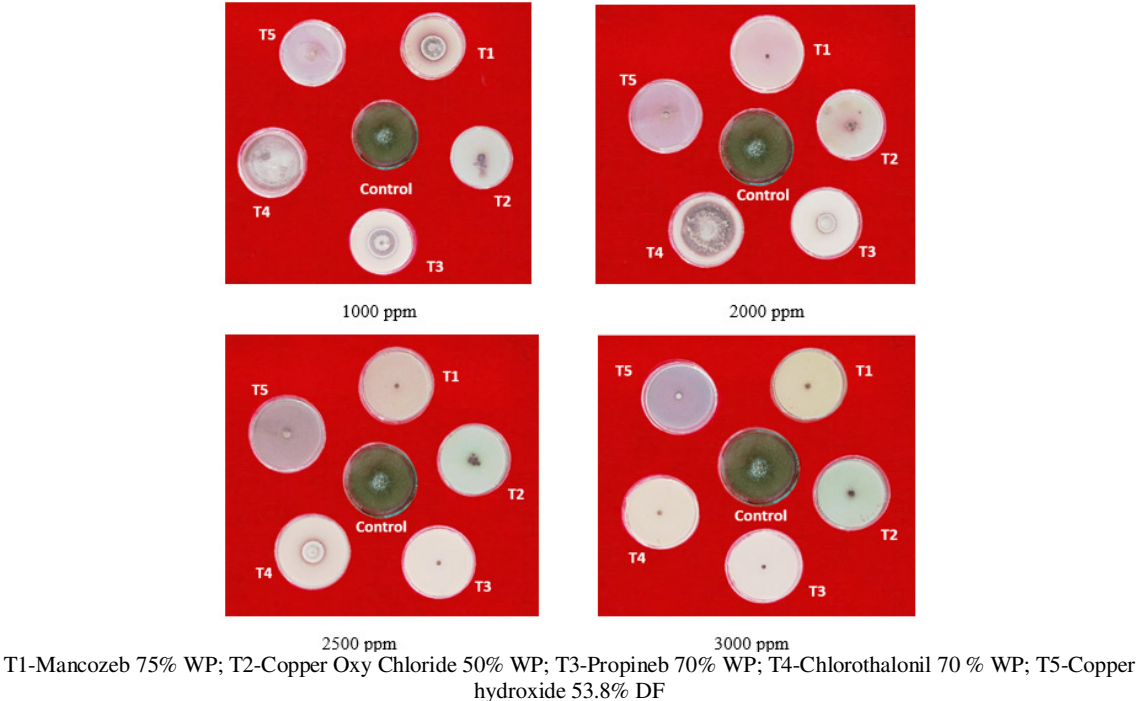 T5
T1
Control
T4
T2
T3
1000 ppm
T1
T5
T2
Control
T4
T3
2000 ppm
T5
T1
T2
Control
T4
T3
2500 ppm
T5
T1
Control
T2
T4
T3
3000 ppm
T1-Mancozeb 75% WP; T2-Copper Oxy Chloride 50% WP; T3-Propineb 70% WP; T4-Chlorothalonil 70 % WP; T5-Copper
hydroxide 53.8% DF